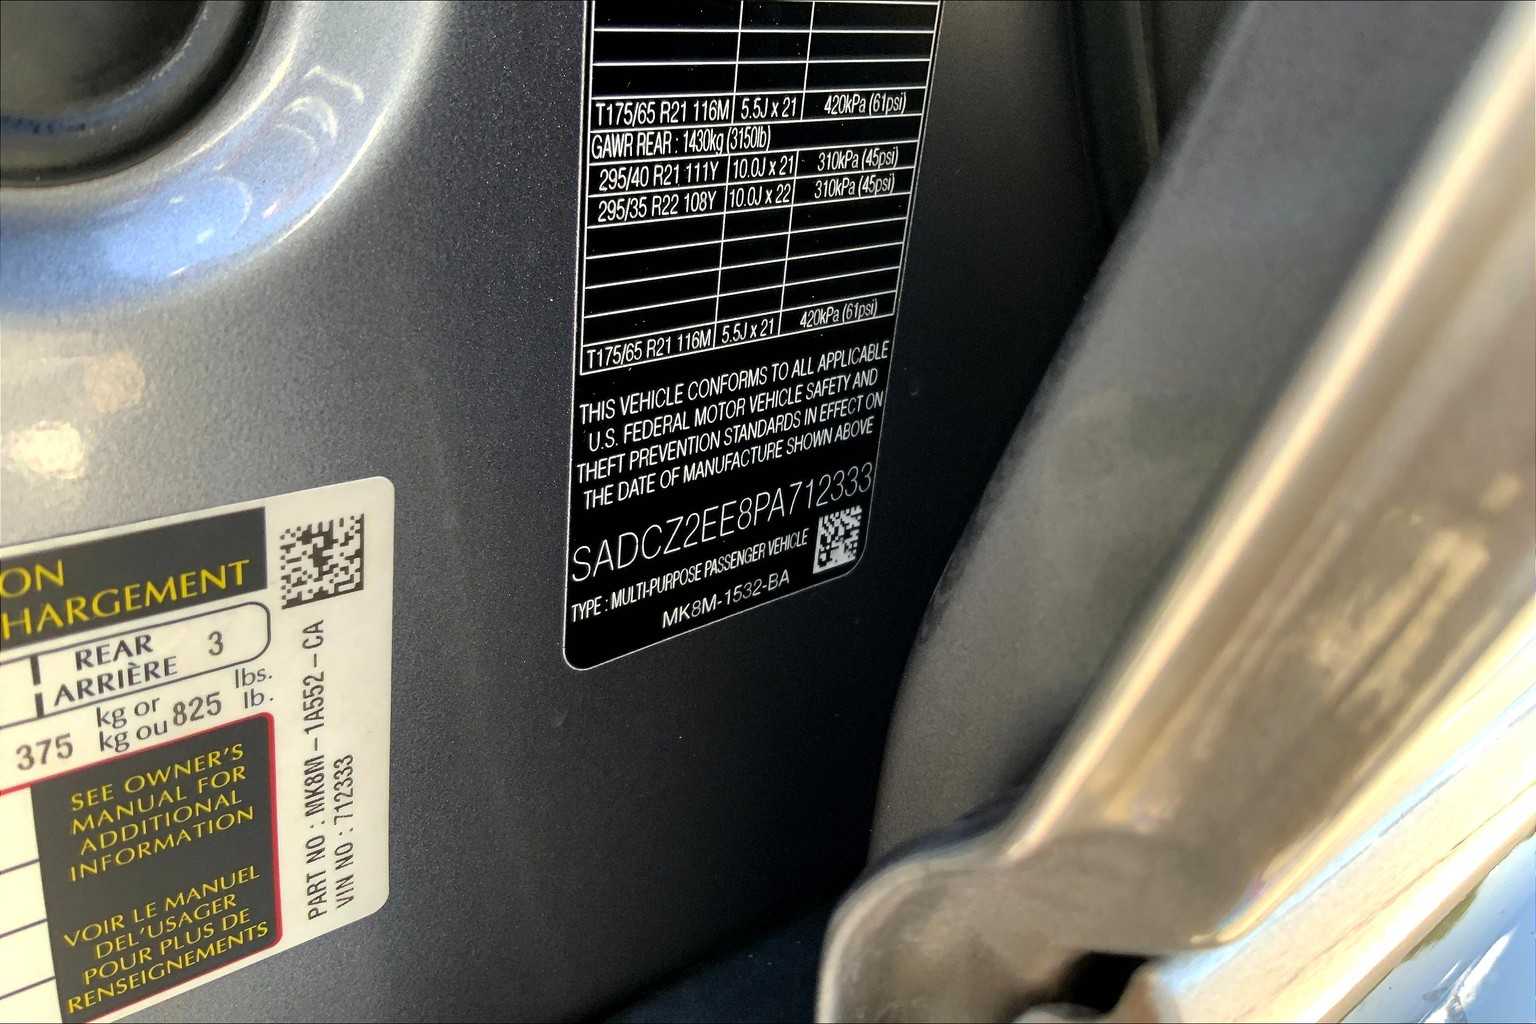 T175/65 R21 116M 5.5J x 21 420kPa (61psi)
GAWR REAR : 1430kg (3150lb)
295/40 R21 111Y 10.0J x 21 310kPa (45psi)
295/35 R22 108Y 10.0J x 22 310kPa (45psi)
T175/65 R21 116M 5.5J x 21 420kPa (61psi)
THIS VEHICLE CONFORMS TO ALL APPLICABLE
U.S. FEDERAL MOTOR VEHICLE SAFETY AND
THEFT PREVENTION STANDARDS IN EFFECT ON
THE DATE OF MANUFACTURE SHOWN ABOVE
SADCZ2EE8PA712333
TYPE : MULTI-PURPOSE PASSENGER VEHICLE
MK8M-1532-BA
ON
HARGEMENT
REAR 3
ARRIÈRE
kg or lbs.
375 kg ou 825 lb.
SEE OWNER'S
MANUAL FOR
ADDITIONAL
INFORMATION
VOIR LE MANUEL
DEL'USAGER
POUR PLUS DE
RENSEIGNEMENTS
PART NO : MK8M – 1A552 – CA
VIN NO : 712333